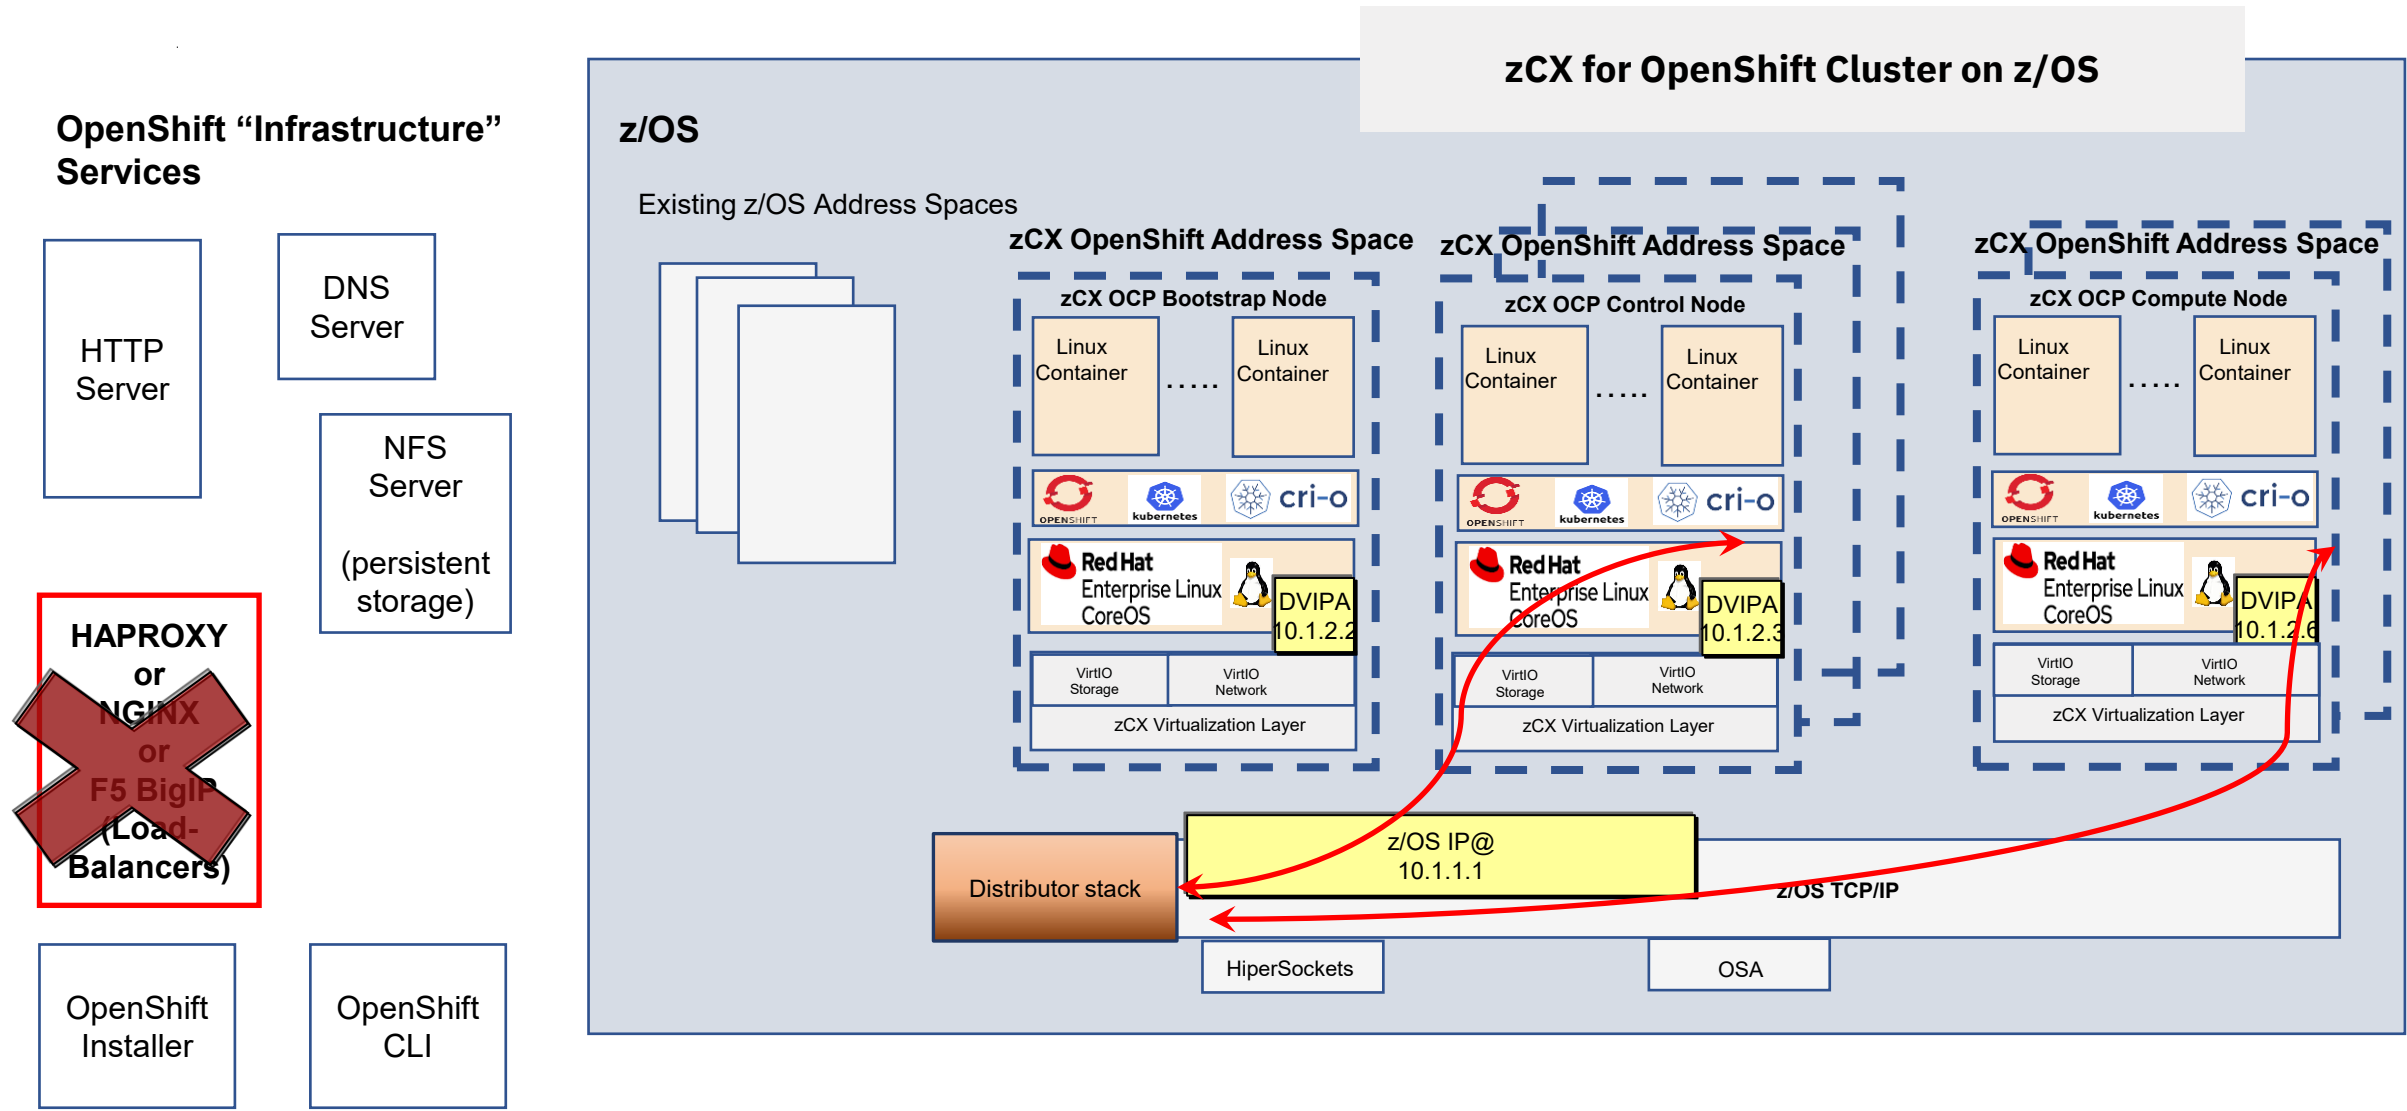 zCX for OpenShift Cluster on z/OS
OpenShift “Infrastructure”
Services
HTTP
Server
DNS
Server
NFS
Server
(persistent
storage)
HAPROXY
or
NGINX
or
F5 BigIP
(Load-
Balancers)
OpenShift
Installer
OpenShift
CLI
z/OS
Existing z/OS Address Spaces
zCX OpenShift Address Space
zCX OCP Bootstrap Node
Linux
Container
.....
Linux
Container
OPENSHIFT
kubernetes
cri-o
Red Hat
Enterprise Linux
CoreOS
DVIPA
10.1.2.2
VirtIO
Storage
VirtIO
Network
zCX Virtualization Layer
zCX OpenShift Address Space
zCX OCP Control Node
Linux
Container
.....
Linux
Container
OPENSHIFT
kubernetes
cri-o
Red Hat
Enterprise Linux
CoreOS
DVIPA
10.1.2.3
VirtIO
Storage
VirtIO
Network
zCX Virtualization Layer
zCX OpenShift Address Space
zCX OCP Compute Node
Linux
Container
.....
Linux
Container
OPENSHIFT
kubernetes
cri-o
Red Hat
Enterprise Linux
CoreOS
DVIPA
10.1.2.6
VirtIO
Storage
VirtIO
Network
zCX Virtualization Layer
Distributor stack
z/OS IP@
10.1.1.1
z/OS TCP/IP
HiperSockets
OSA